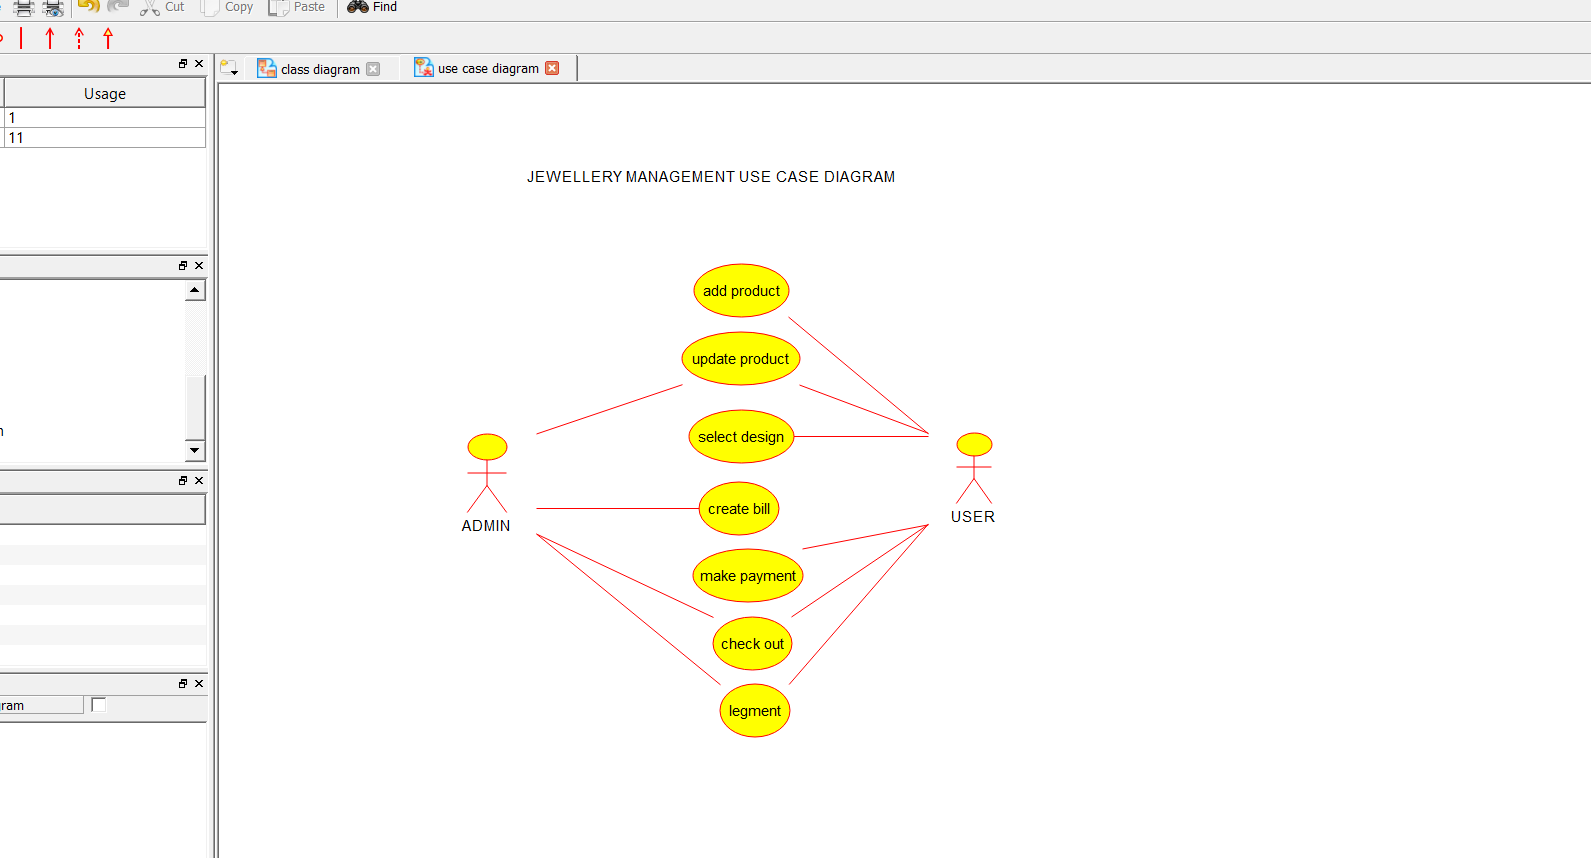 Cut Copy Paste Find
class diagram use case diagram
Usage
1
11
JEWELLERY MANAGEMENT USE CASE DIAGRAM
add product
update product
select design
create bill
make payment
check out
legment
ADMIN
USER